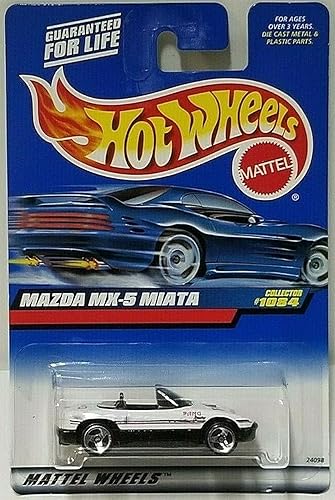 GUARANTEED
FOR LIFE
FOR AGES
OVER 3 YEARS.
DIE CAST METAL &
PLASTIC PARTS.
HOT WHEELS
MATTEL
®
MAZDA MX-5 MIATA
COLLECTOR
#1084
24098
MATTEL WHEELS™